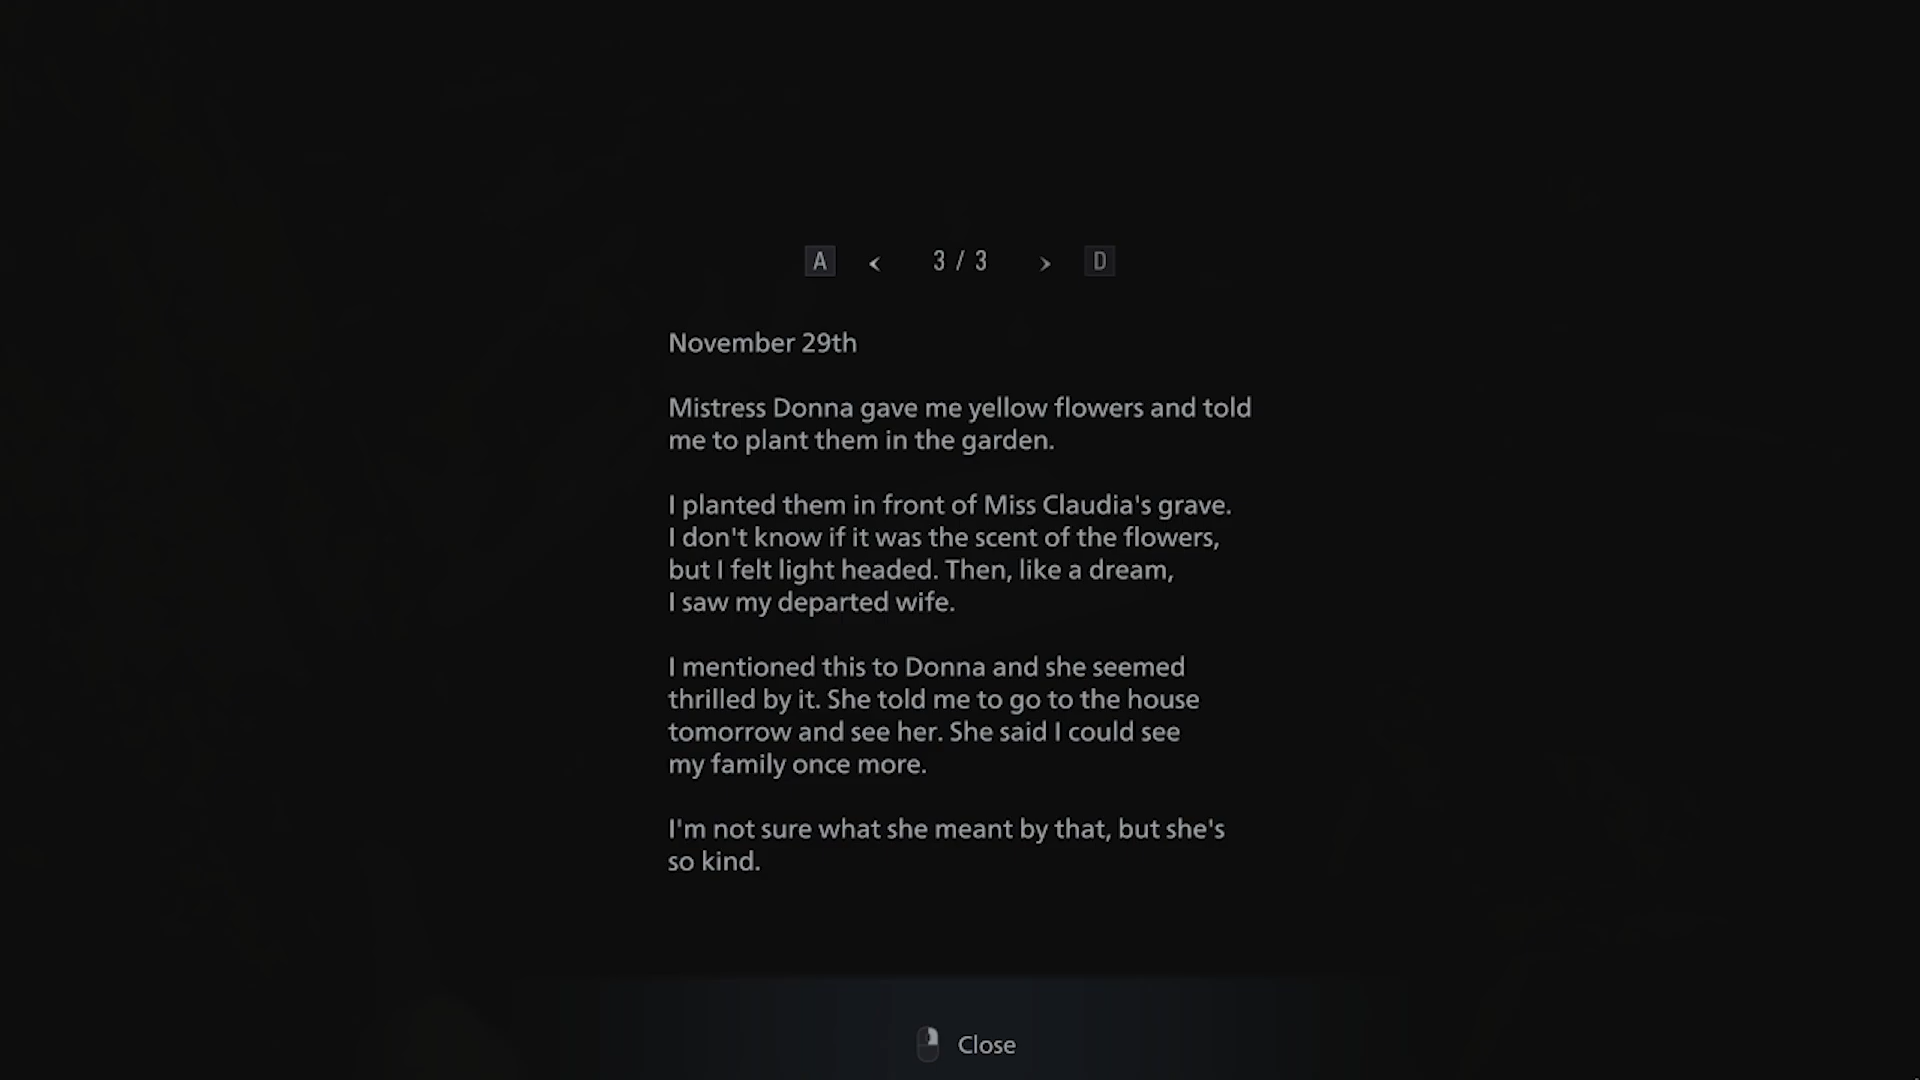 A < 3 / 3 > D
November 29th
Mistress Donna gave me yellow flowers and told
me to plant them in the garden.
I planted them in front of Miss Claudia's grave.
I don't know if it was the scent of the flowers,
but I felt light headed. Then, like a dream,
I saw my departed wife.
I mentioned this to Donna and she seemed
thrilled by it. She told me to go to the house
tomorrow and see her. She said I could see
my family once more.
I'm not sure what she meant by that, but she's
so kind.
Close